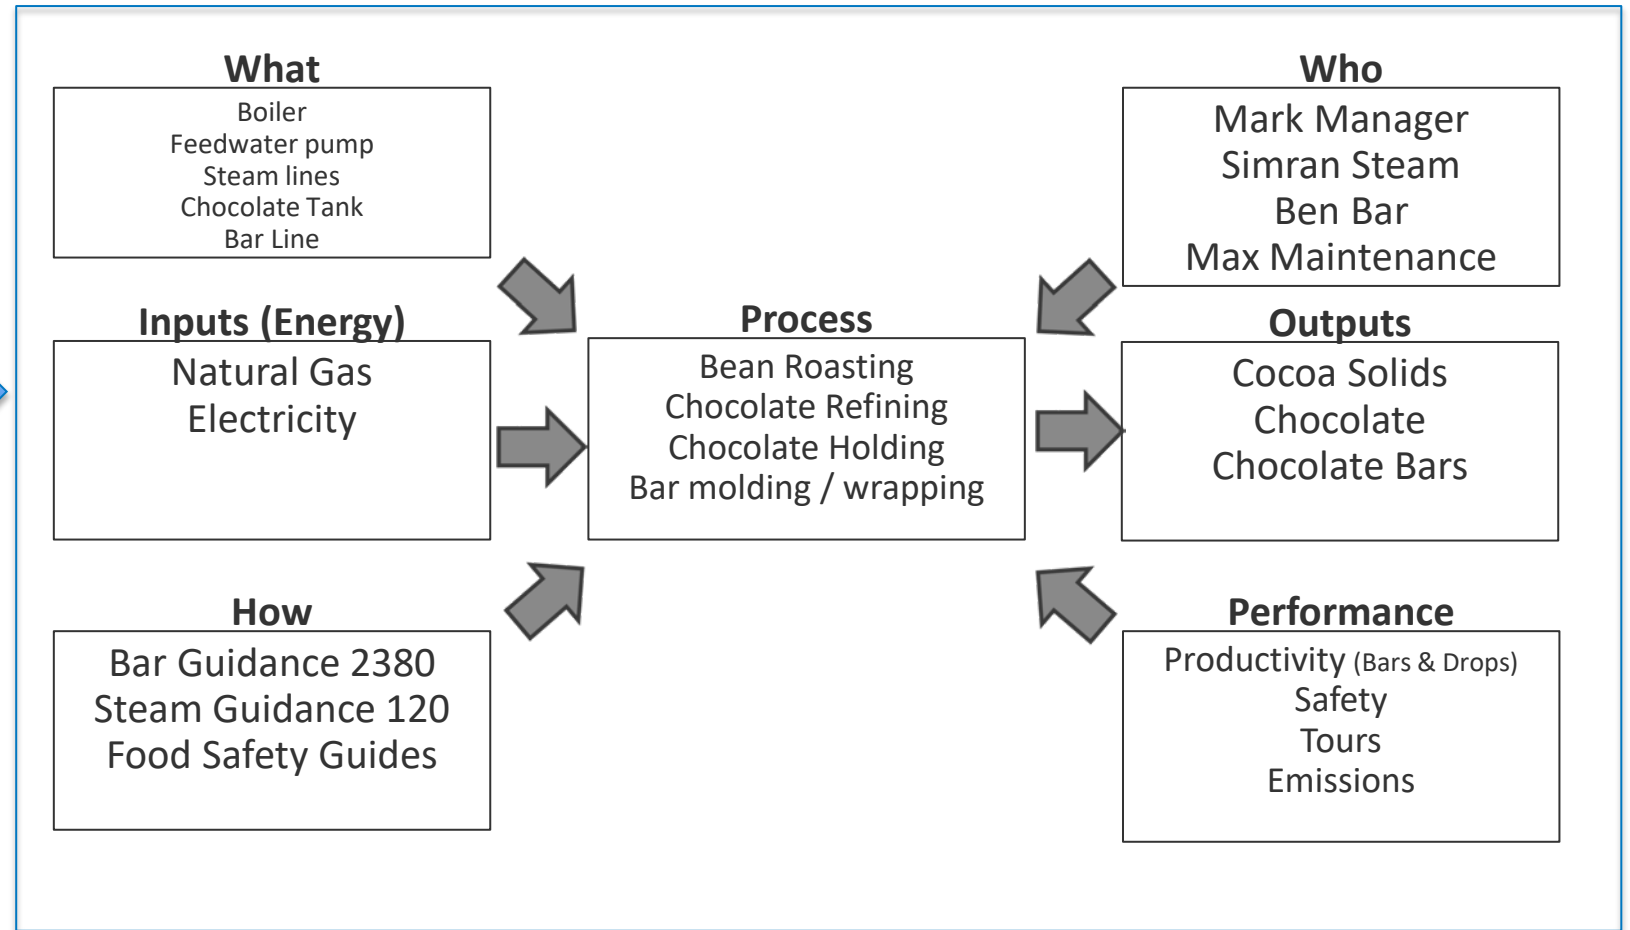 What
Boiler
Feedwater pump
Steam lines
Chocolate Tank
Bar Line
Inputs (Energy)
Natural Gas
Electricity
How
Bar Guidance 2380
Steam Guidance 120
Food Safety Guides
Process
Bean Roasting
Chocolate Refining
Chocolate Holding
Bar molding / wrapping
Who
Mark Manager
Simran Steam
Ben Bar
Max Maintenance
Outputs
Cocoa Solids
Chocolate
Chocolate Bars
Performance
Productivity (Bars & Drops)
Safety
Tours
Emissions